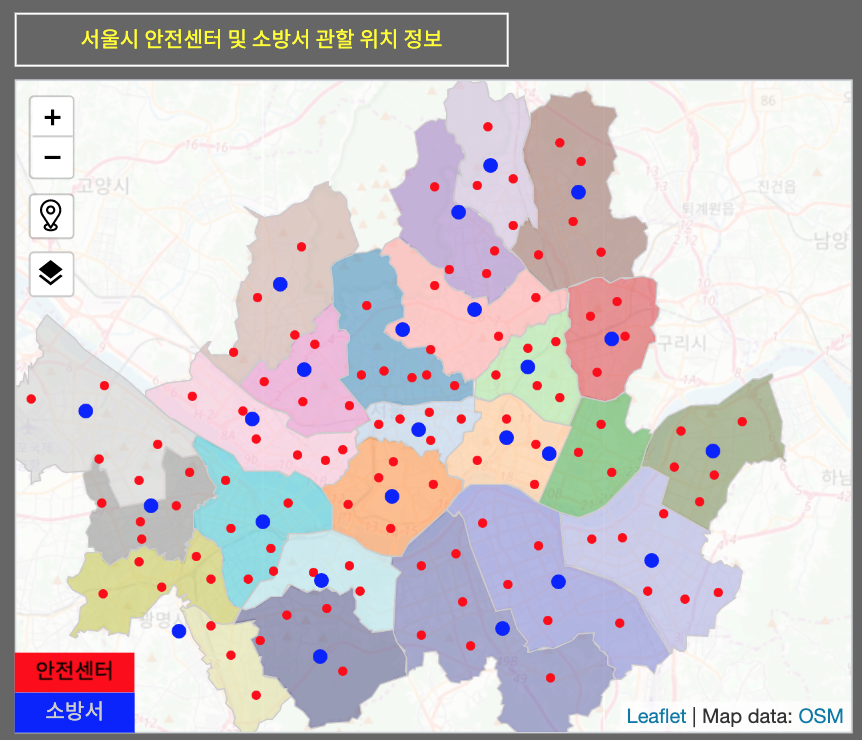 서울시 안전센터 및 소방서 관할 위치 정보
+
−
86
고양시
진건읍
퇴계원읍
남양
구리시
하남
광명시
안전센터
소방서
Leaflet | Map data: OSM